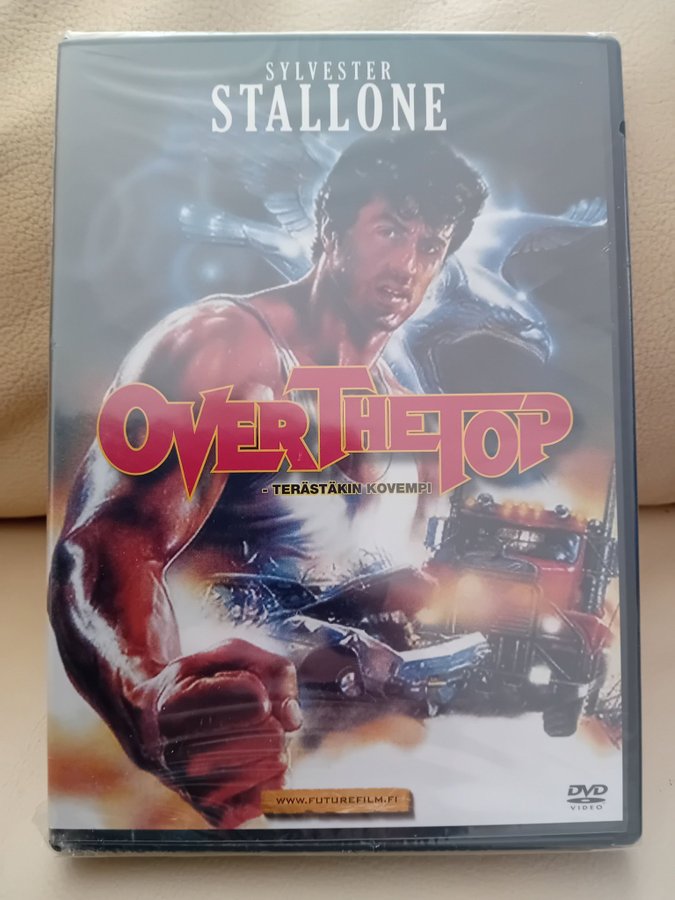 SYLVESTER
STALLONE
OVER THE TOP
- TERÄSTÄKIN KOVEMPI
WWW.FUTUREFILM.FI
DVD
VIDEO